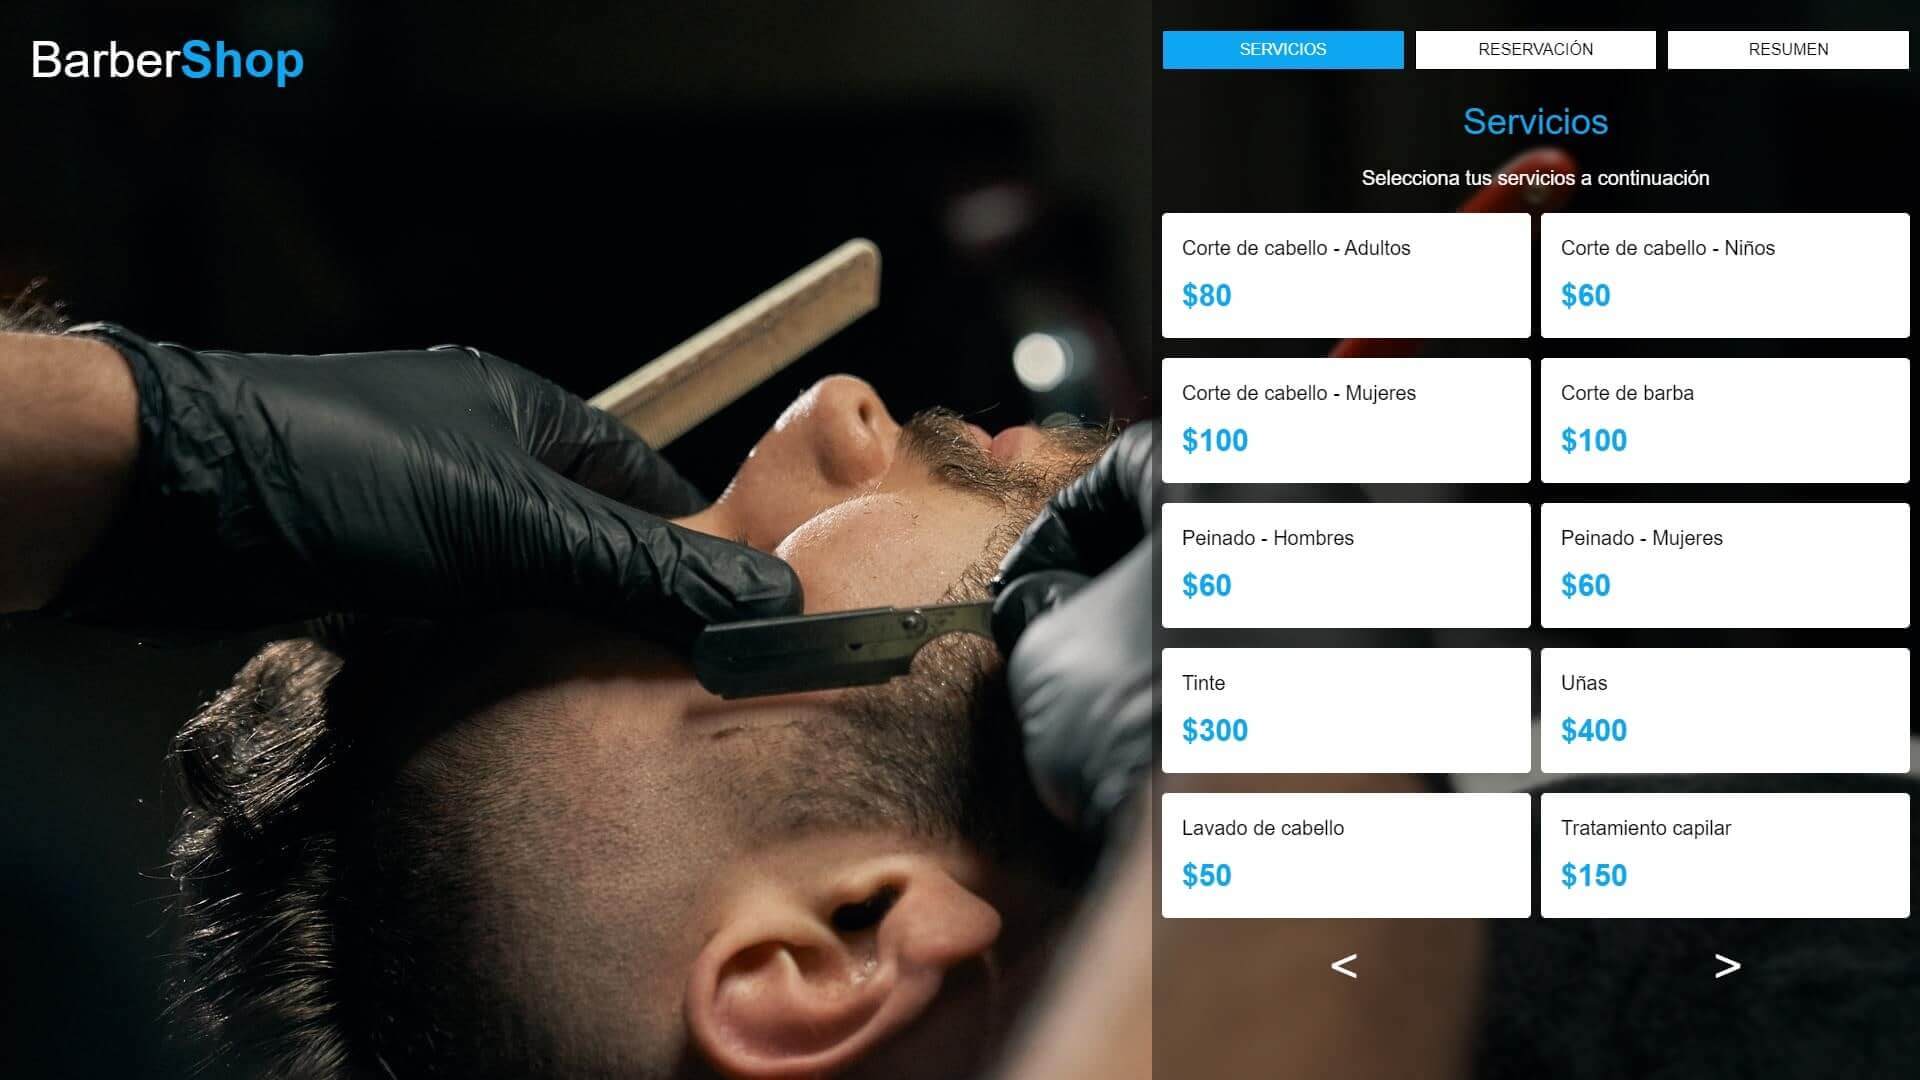 BarberShop
SERVICIOS
RESERVACIÓN
RESUMEN
Servicios
Selecciona tus servicios a continuación
Corte de cabello - Adultos
$80
Corte de cabello - Niños
$60
Corte de cabello - Mujeres
$100
Corte de barba
$100
Peinado - Hombres
$60
Peinado - Mujeres
$60
Tinte
$300
Uñas
$400
Lavado de cabello
$50
Tratamiento capilar
$150
<
>